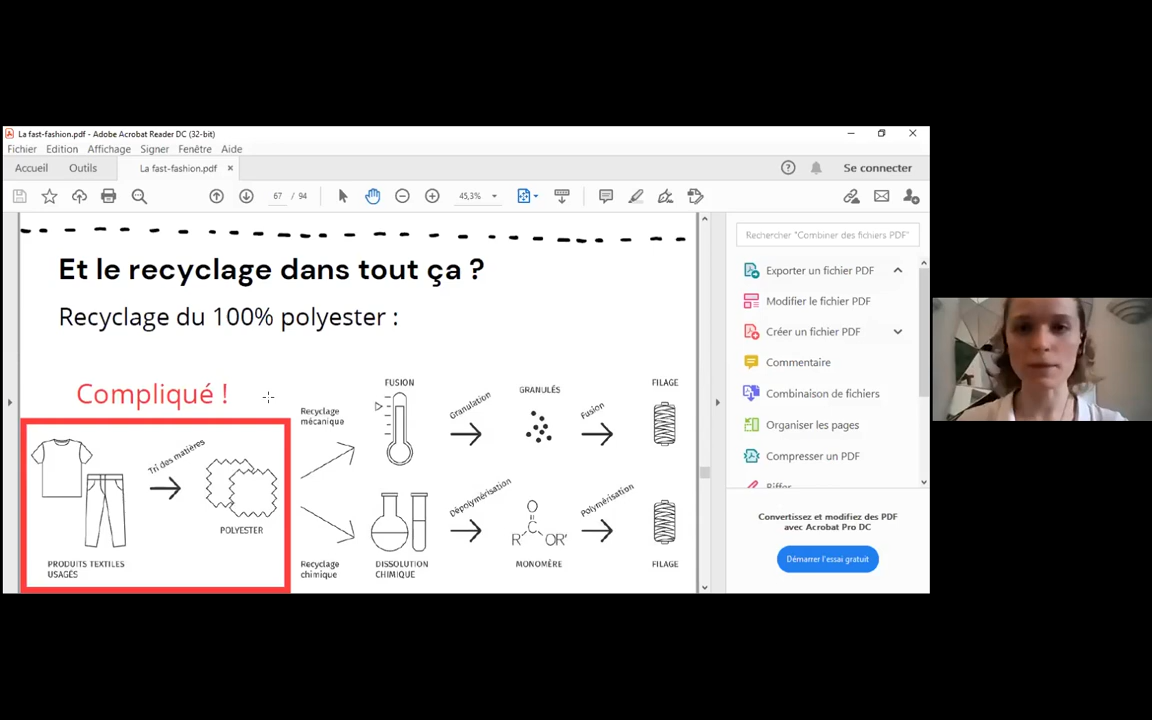 La fast-fashion.pdf - Adobe Acrobat Reader DC (32-bit)
Fichier Edition Affichage Signer Fenêtre Aide
Accueil Outils La fast-fashion.pdf × Se connecter
67 / 94 45,3%
Rechercher "Combiner des fichiers PDF"
Et le recyclage dans tout ça ?
Recyclage du 100% polyester :
Compliqué !
Tri des matières
PRODUITS TEXTILES
USAGÉS
POLYESTER
Recyclage
mécanique
FUSION
Granulation
GRANULÉS
Fusion
FILAGE
Recyclage
chimique
DISSOLUTION
CHIMIQUE
Dépolymérisation
O
C
R OR'
MONOMÈRE
Polymérisation
FILAGE
Exporter un fichier PDF
Modifier le fichier PDF
Créer un fichier PDF
Commentaire
Combinaison de fichiers
Organiser les pages
Compresser un PDF
Convertissez et modifiez des PDF
avec Acrobat Pro DC
Démarrer l'essai gratuit